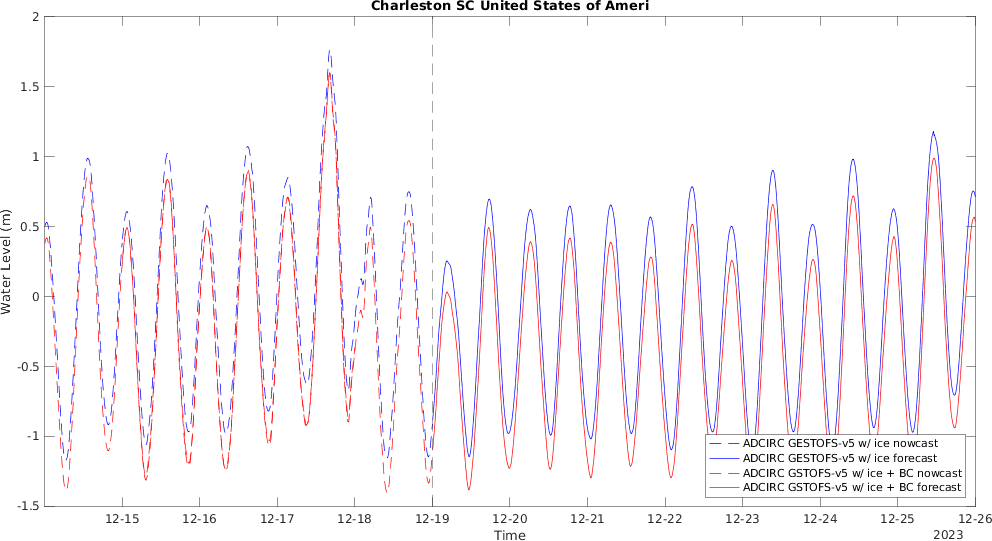 Charleston SC United States of Ameri
2
1.5
1
0.5
0
-0.5
-1
-1.5
Water Level (m)
ADCIRC GESTOFS-v5 w/ ice nowcast
ADCIRC GESTOFS-v5 w/ ice forecast
ADCIRC GSTOFS-v5 w/ ice + BC nowcast
ADCIRC GSTOFS-v5 w/ ice + BC forecast
12-15 12-16 12-17 12-18 12-19 12-20 12-21 12-22 12-23 12-24 12-25 12-26
Time
2023